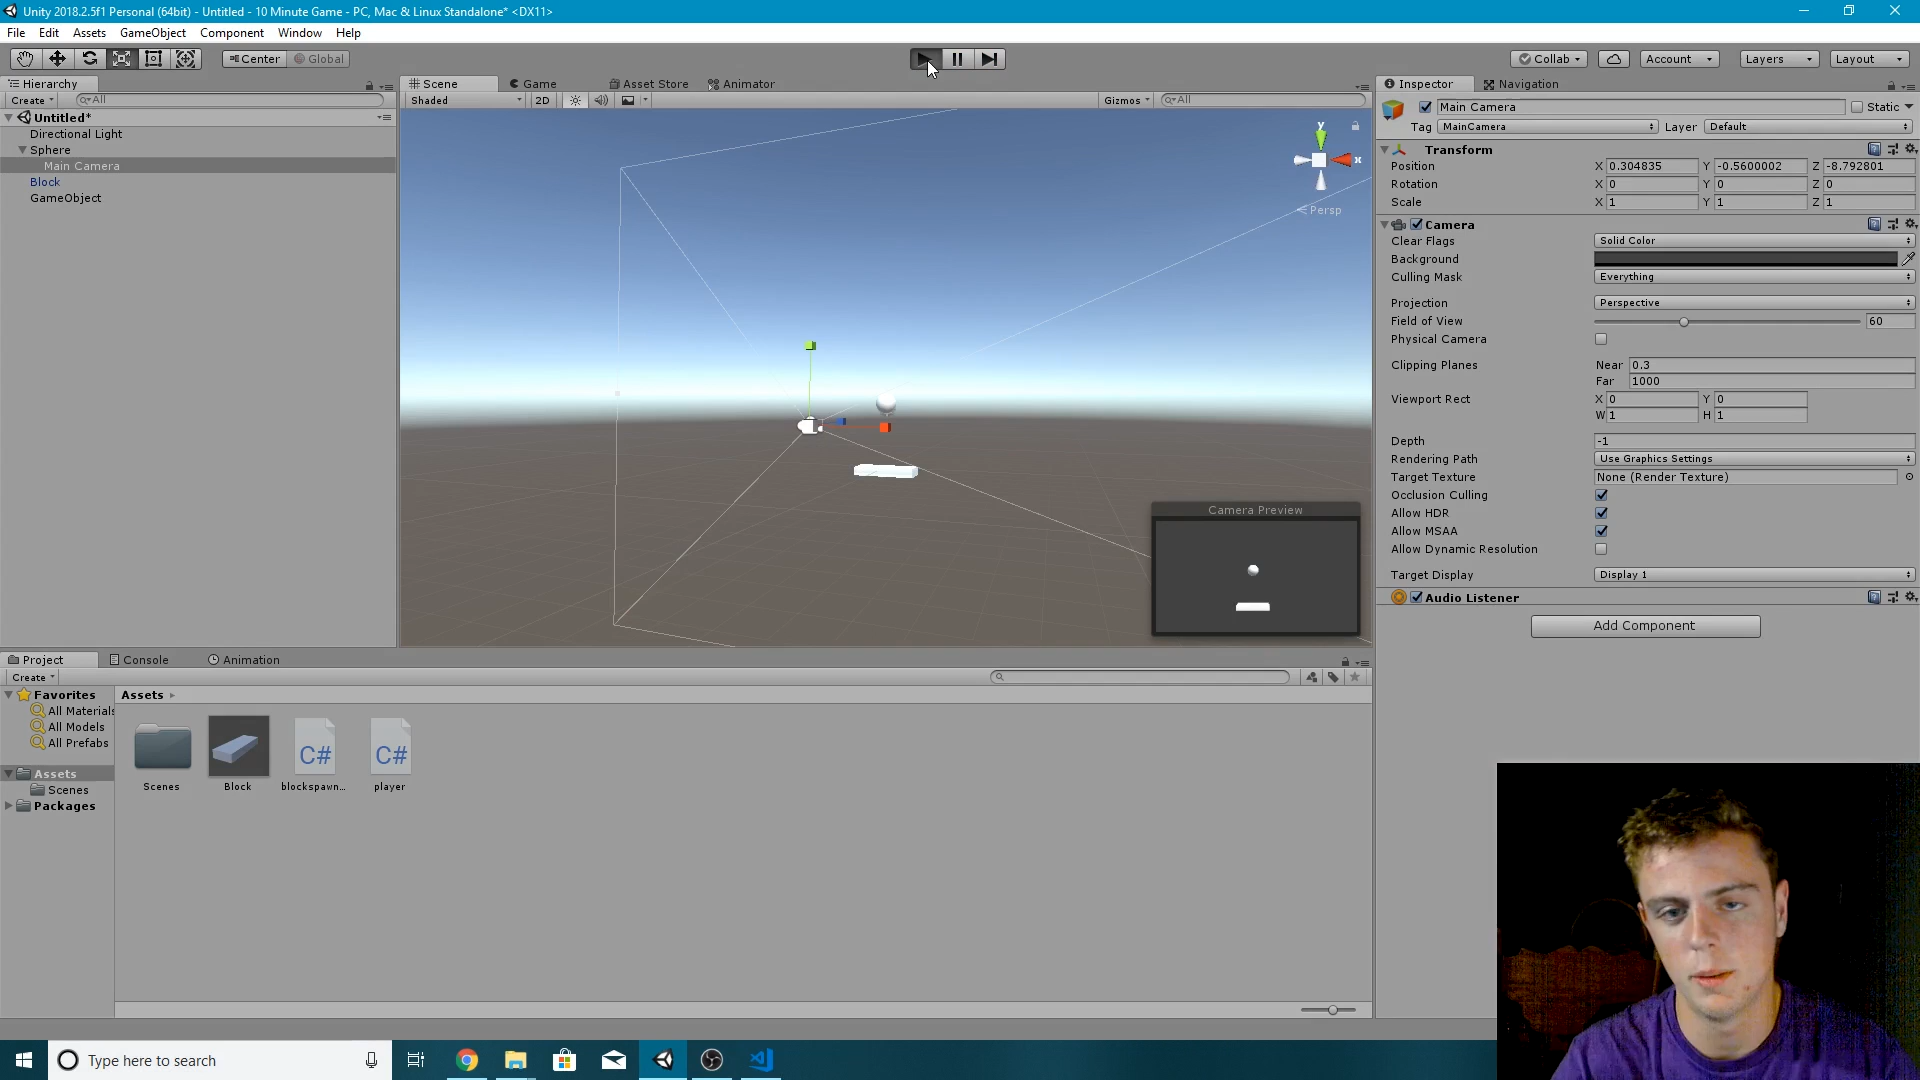 Unity 2018.2.5f1 Personal (64bit) - Untitled - 10 Minute Game - PC, Mac & Linux Standalone* <DX11>
File Edit Assets GameObject Component Window Help
Center Global Collab Account Layers Layout
Hierarchy
Create All
Untitled*
Directional Light
Sphere
Main Camera
Block
GameObject
Scene Game Asset Store Animator
Shaded 2D Gizmos All
y
x
Persp
Camera Preview
Inspector Navigation
Main Camera Static
Tag MainCamera Layer Default
Transform
Position X 0.304835 Y -0.5600002 Z -8.792801
Rotation X 0 Y 0 Z 0
Scale X 1 Y 1 Z 1
Camera
Clear Flags Solid Color
Background
Culling Mask Everything
Projection Perspective
Field of View 60
Physical Camera
Clipping Planes Near 0.3
Far 1000
Viewport Rect X 0 Y 0
W 1 H 1
Depth -1
Rendering Path Use Graphics Settings
Target Texture None (Render Texture)
Occlusion Culling
Allow HDR
Allow MSAA
Allow Dynamic Resolution
Target Display Display 1
Audio Listener
Add Component
Project Console Animation
Create
Favorites
All Materials
All Models
All Prefabs
Assets
Scenes
Packages
Assets
C# C#
Scenes Block blockspawn... player
Type here to search